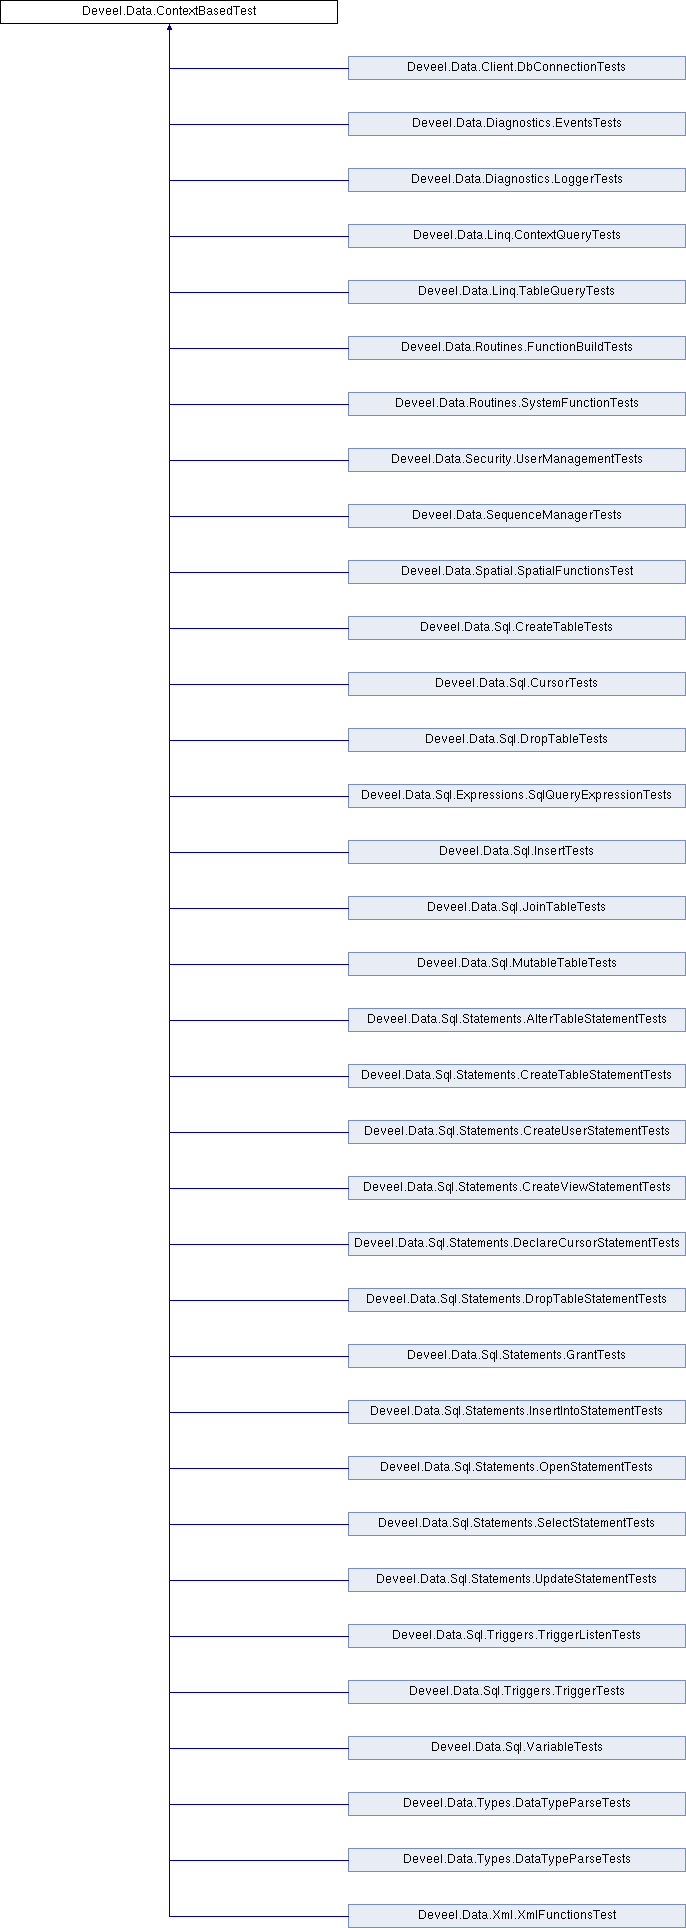 Deveel.Data.ContextBasedTest
Deveel.Data.Client.DbConnectionTests
Deveel.Data.Diagnostics.EventsTests
Deveel.Data.Diagnostics.LoggerTests
Deveel.Data.Linq.ContextQueryTests
Deveel.Data.Linq.TableQueryTests
Deveel.Data.Routines.FunctionBuildTests
Deveel.Data.Routines.SystemFunctionTests
Deveel.Data.Security.UserManagementTests
Deveel.Data.SequenceManagerTests
Deveel.Data.Spatial.SpatialFunctionsTest
Deveel.Data.Sql.CreateTableTests
Deveel.Data.Sql.CursorTests
Deveel.Data.Sql.DropTableTests
Deveel.Data.Sql.Expressions.SqlQueryExpressionTests
Deveel.Data.Sql.InsertTests
Deveel.Data.Sql.JoinTableTests
Deveel.Data.Sql.MutableTableTests
Deveel.Data.Sql.Statements.AlterTableStatementTests
Deveel.Data.Sql.Statements.CreateTableStatementTests
Deveel.Data.Sql.Statements.CreateUserStatementTests
Deveel.Data.Sql.Statements.CreateViewStatementTests
Deveel.Data.Sql.Statements.DeclareCursorStatementTests
Deveel.Data.Sql.Statements.DropTableStatementTests
Deveel.Data.Sql.Statements.GrantTests
Deveel.Data.Sql.Statements.InsertIntoStatementTests
Deveel.Data.Sql.Statements.OpenStatementTests
Deveel.Data.Sql.Statements.SelectStatementTests
Deveel.Data.Sql.Statements.UpdateStatementTests
Deveel.Data.Sql.Triggers.TriggerListenTests
Deveel.Data.Sql.Triggers.TriggerTests
Deveel.Data.Sql.VariableTests
Deveel.Data.Types.DataTypeParseTests
Deveel.Data.Types.DataTypeParseTests
Deveel.Data.Xml.XmlFunctionsTest